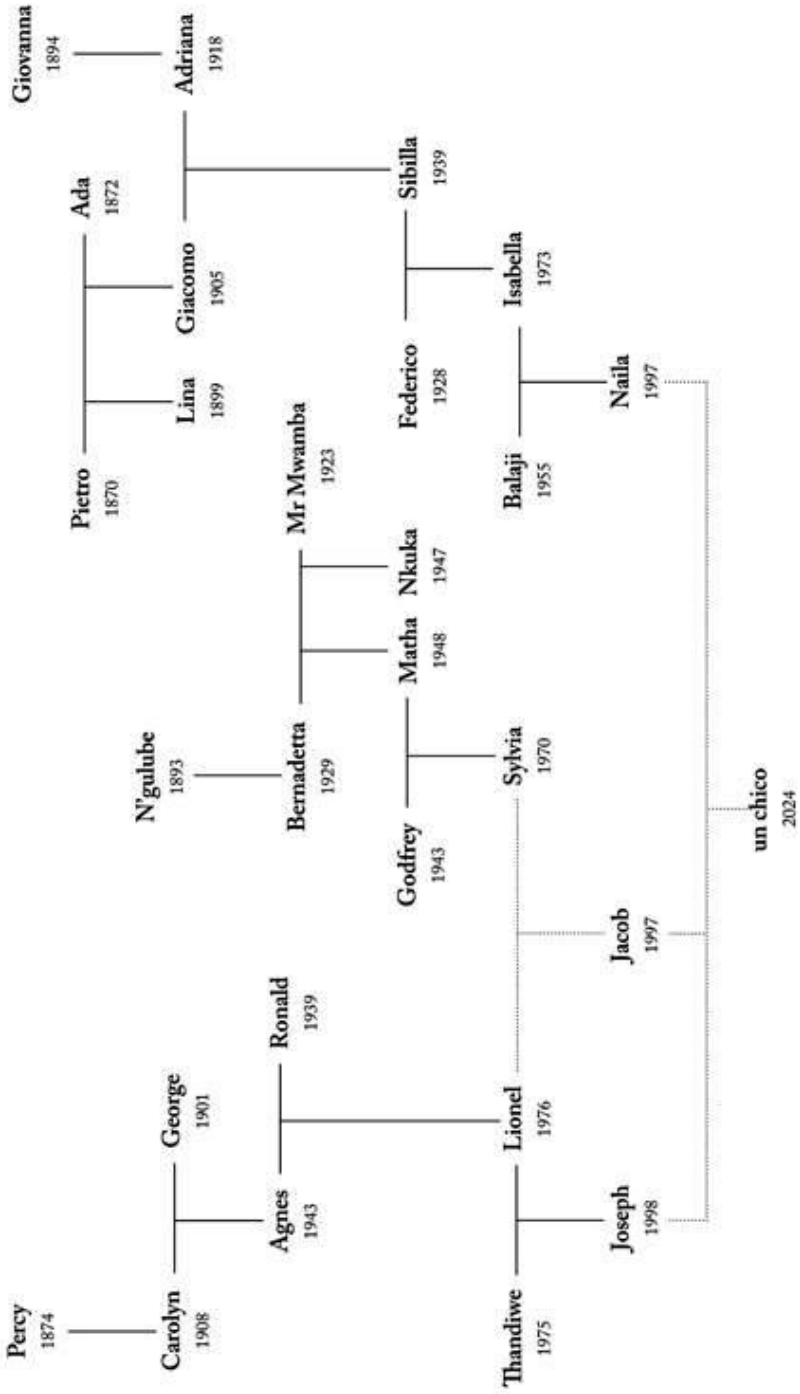 Percy
1874
Giovanna
1894
Pietro
1870
Ada
1872
N'gulube
1893
Carolyn
1908
George
1901
Lina
1899
Giacomo
1905
Adriana
1918
Agnes
1943
Ronald
1939
Bernadetta
1929
Mr Mwamba
1923
Godfrey
1943
Matha
1948
Nkuka
1947
Federico
1928
Sibilla
1939
Thandiwe
1975
Lionel
1976
Sylvia
1970
Balaji
1955
Isabella
1973
Joseph
1998
Jacob
1997
Naila
1997
un chico
2024